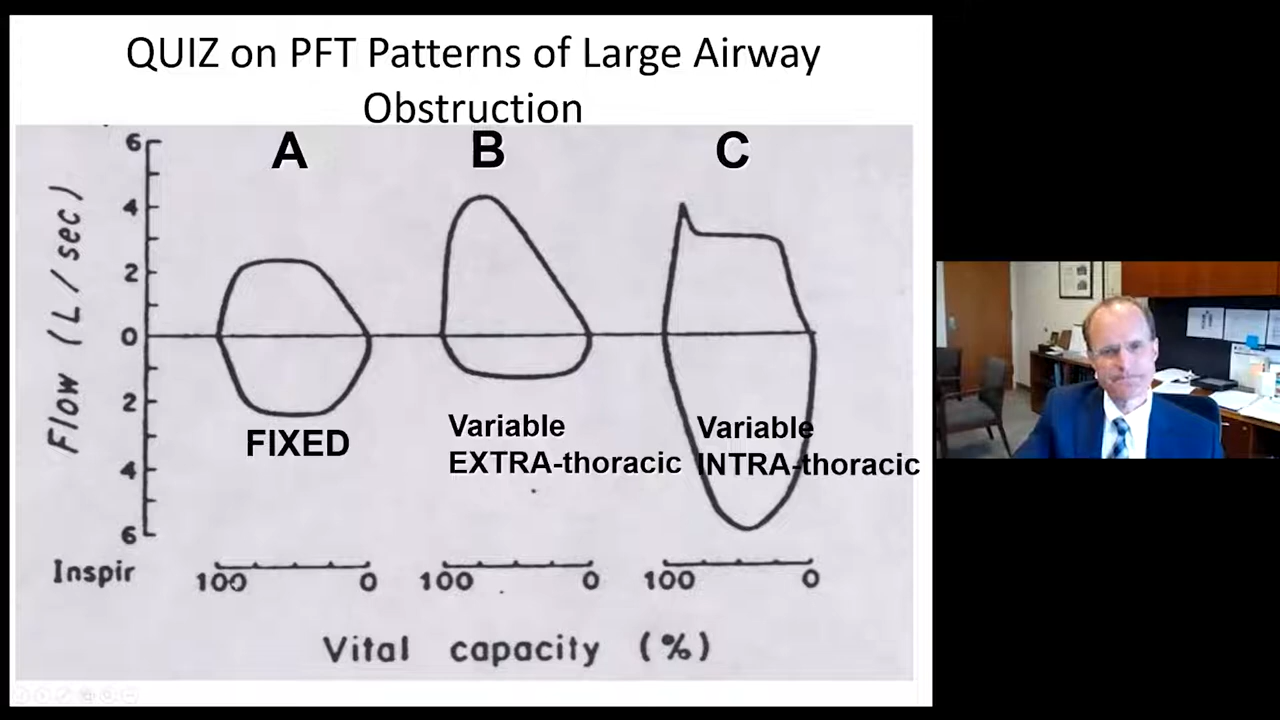 QUIZ on PFT Patterns of Large Airway
Obstruction
A B C
6
4
2
0
2
4
6
Flow (L/sec)
FIXED
Variable
EXTRA-thoracic
Variable
INTRA-thoracic
Inspir
100 0 100 0 100 0
Vital capacity (%)